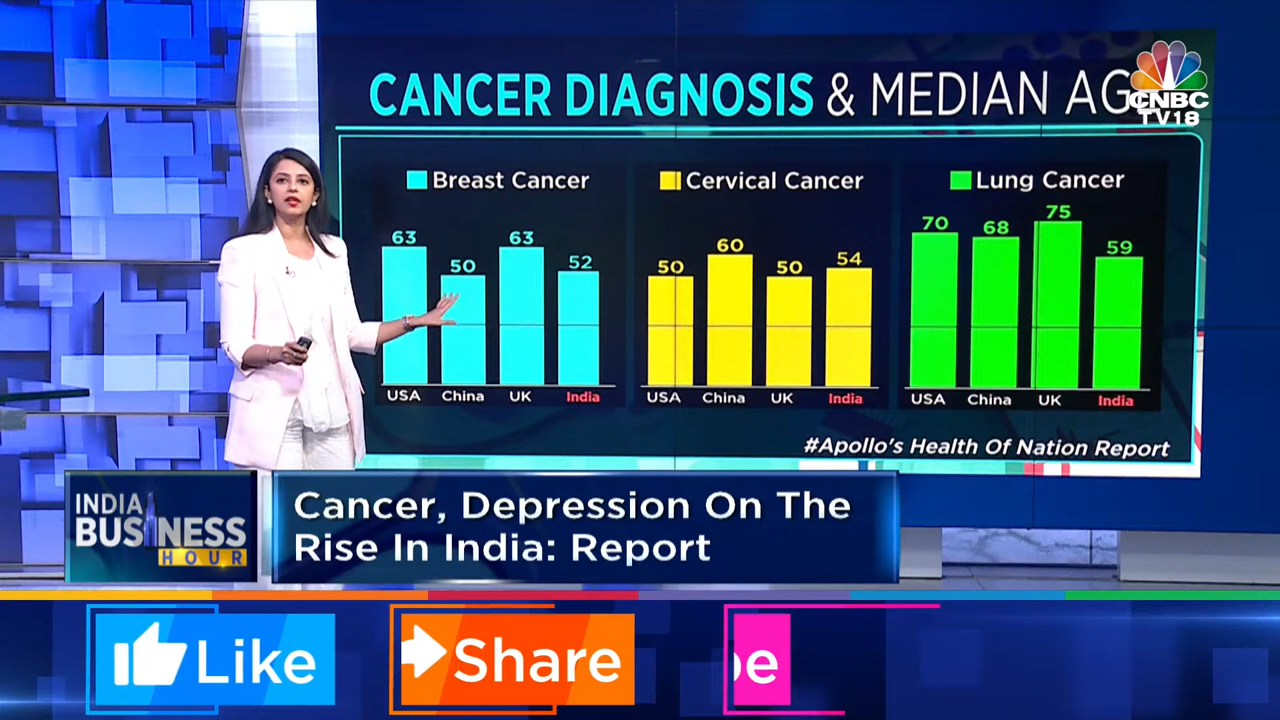 CANCER DIAGNOSIS & MEDIAN AG
CNBC
TV18
Breast Cancer
63
50
63
52
USA
China
UK
India
Cervical Cancer
50
60
50
54
USA
China
UK
India
Lung Cancer
70
68
75
59
USA
China
UK
India
#Apollo's Health Of Nation Report
INDIA
BUSINESS
HOUR
Cancer, Depression On The
Rise In India: Report
Like
Share
be